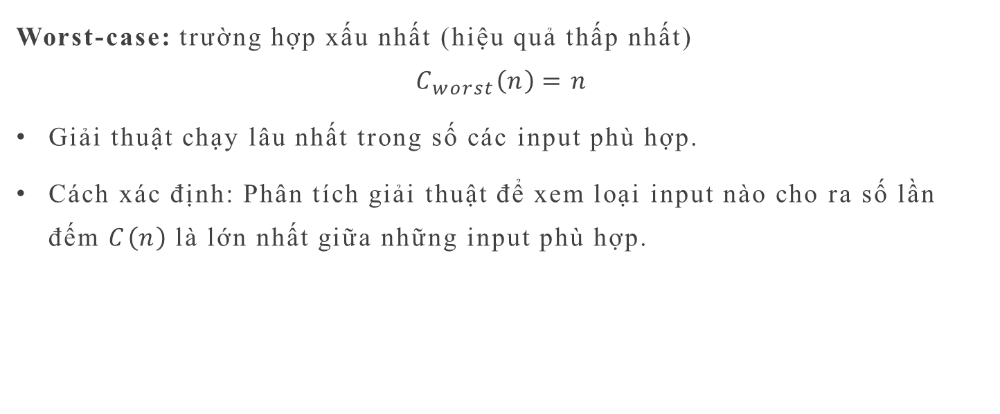 Worst-case: trường hợp xấu nhất (hiệu quả thấp nhất)
C_worst(n) = n
• Giải thuật chạy lâu nhất trong số các input phù hợp.
• Cách xác định: Phân tích giải thuật để xem loại input nào cho ra số lần
đếm C(n) là lớn nhất giữa những input phù hợp.